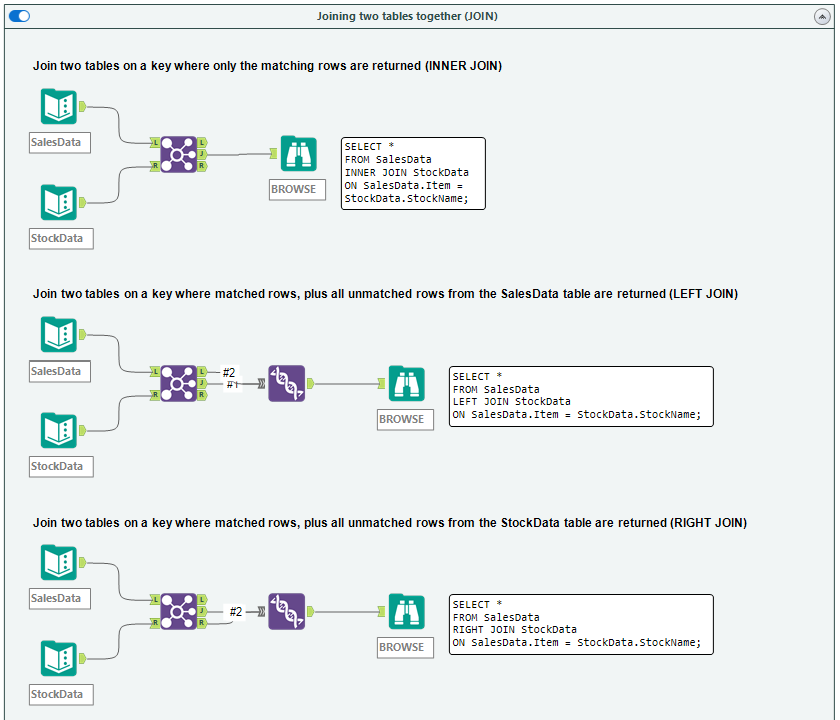 Joining two tables together (JOIN)
Join two tables on a key where only the matching rows are returned (INNER JOIN)
SalesData
StockData
L
R
L
J
R
BROWSE
SELECT *
FROM SalesData
INNER JOIN StockData
ON SalesData.Item =
StockData.StockName;
Join two tables on a key where matched rows, plus all unmatched rows from the SalesData table are returned (LEFT JOIN)
SalesData
StockData
L
R
L
J
R
#2
#1
BROWSE
SELECT *
FROM SalesData
LEFT JOIN StockData
ON SalesData.Item = StockData.StockName;
Join two tables on a key where matched rows, plus all unmatched rows from the StockData table are returned (RIGHT JOIN)
SalesData
StockData
L
R
L
J
R
#2
BROWSE
SELECT *
FROM SalesData
RIGHT JOIN StockData
ON SalesData.Item = StockData.StockName;